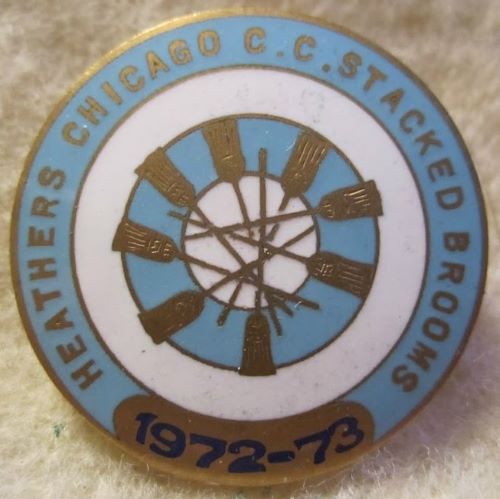 HEATHERS CHICAGO C.C. STACKED BROOMS
1972-73